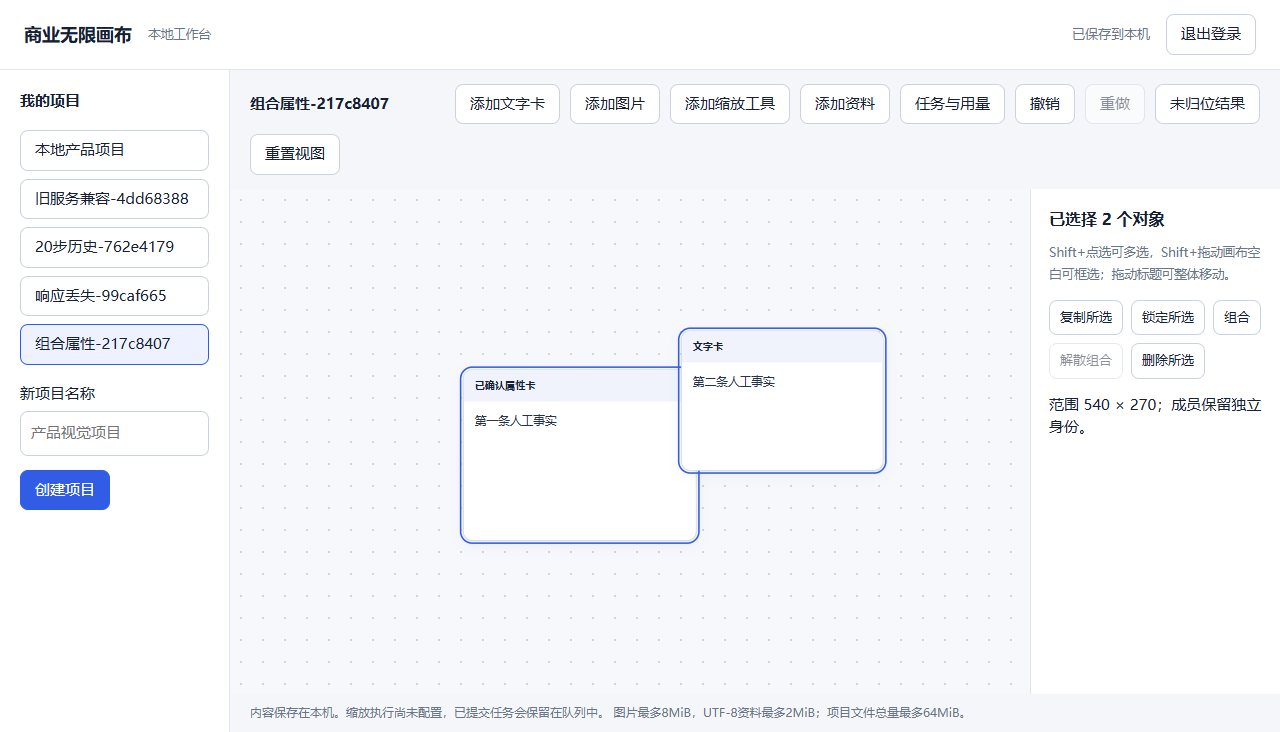 商业无限画布 本地工作台 已保存到本机 退出登录
我的项目
本地产品项目
旧服务兼容-4dd68388
20步历史-762e4179
响应丢失-99caf665
组合属性-217c8407
新项目名称
产品视觉项目
创建项目
组合属性-217c8407 添加文字卡 添加图片 添加缩放工具 添加资料 任务与用量 撤销 重做 未归位结果
重置视图
已确认属性卡
第一条人工事实
文字卡
第二条人工事实
已选择 2 个对象
Shift+点选可多选，Shift+拖动画布空
白可框选；拖动标题可整体移动。
复制所选 锁定所选 组合
解散组合 删除所选
范围 540 × 270；成员保留独立
身份。
内容保存在本机。缩放执行尚未配置，已提交任务会保留在队列中。 图片最多8MiB，UTF-8资料最多2MiB；项目文件总量最多64MiB。